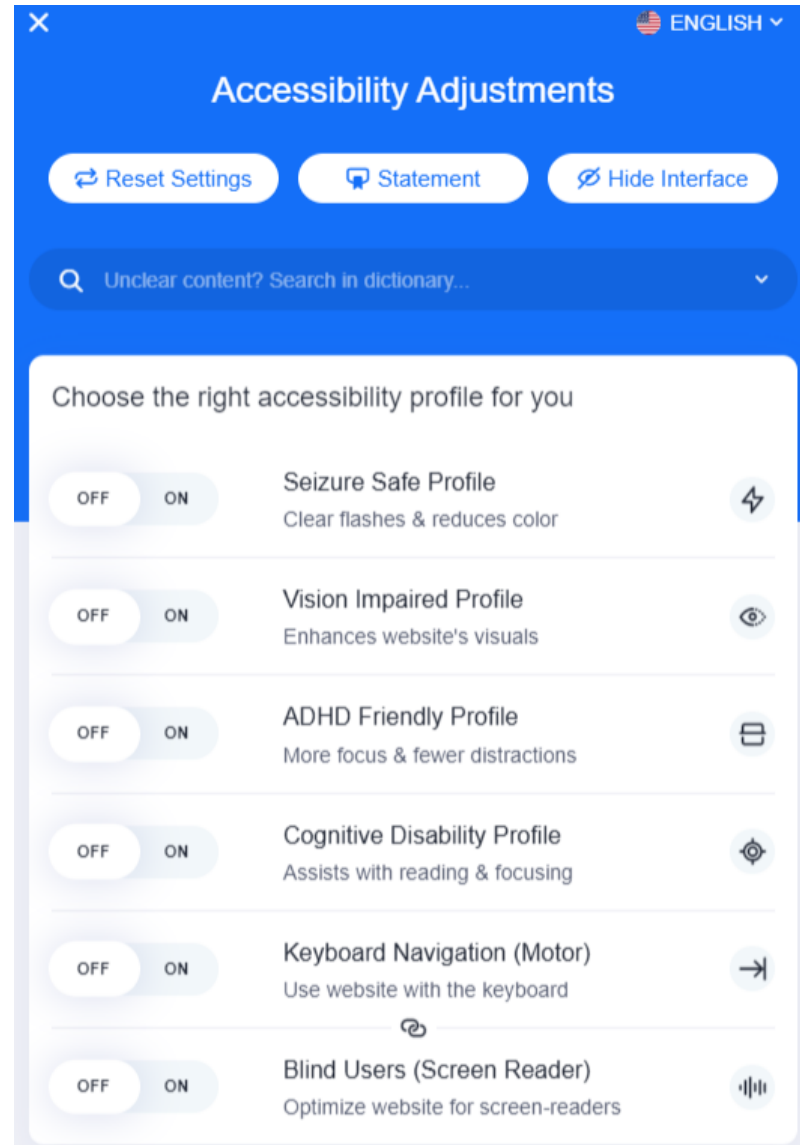 ENGLISH
Accessibility Adjustments
Reset Settings
Statement
Hide Interface
Unclear content? Search in dictionary...
Choose the right accessibility profile for you
OFF ON
Seizure Safe Profile
Clear flashes & reduces color
OFF ON
Vision Impaired Profile
Enhances website's visuals
OFF ON
ADHD Friendly Profile
More focus & fewer distractions
OFF ON
Cognitive Disability Profile
Assists with reading & focusing
OFF ON
Keyboard Navigation (Motor)
Use website with the keyboard
OFF ON
Blind Users (Screen Reader)
Optimize website for screen-readers